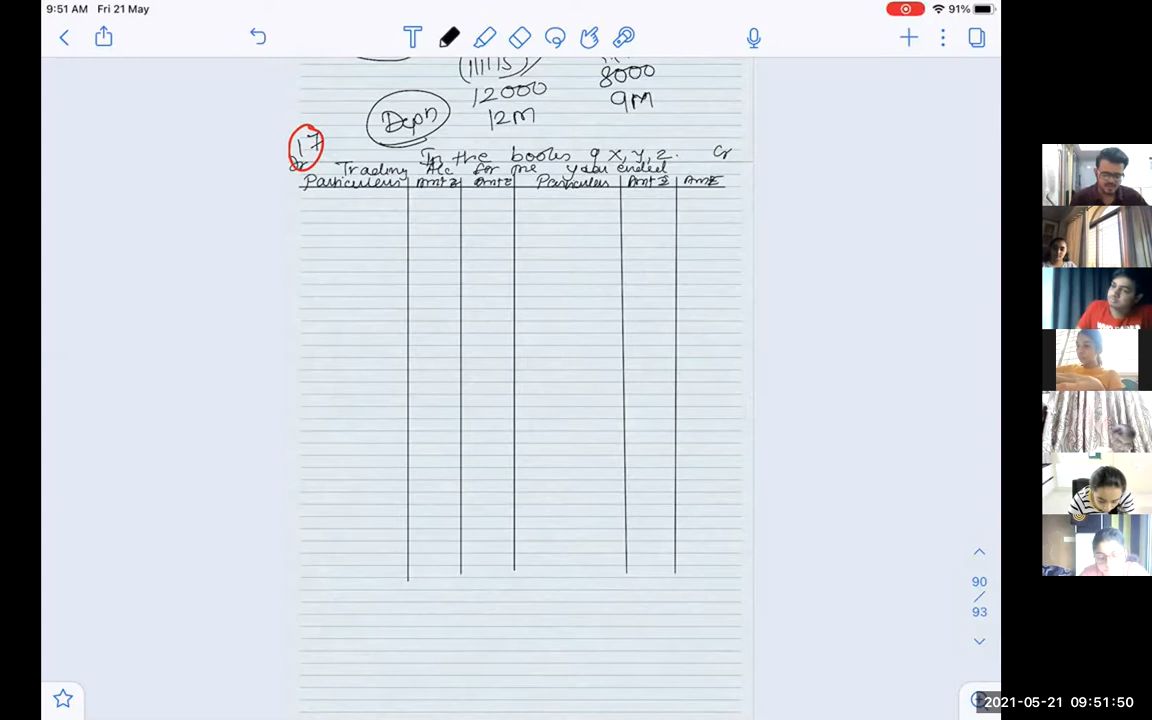 9:51 AM Fri 21 May
91%
8000
12000
9M
Depn
12M
17
In the books of X, Y, Z. Cr
Dr Trading A/c for the year ended
Particulars Amt ₹ Amt ₹ Particulars Amt ₹ Amt ₹
90
/
93
2021-05-21 09:51:50